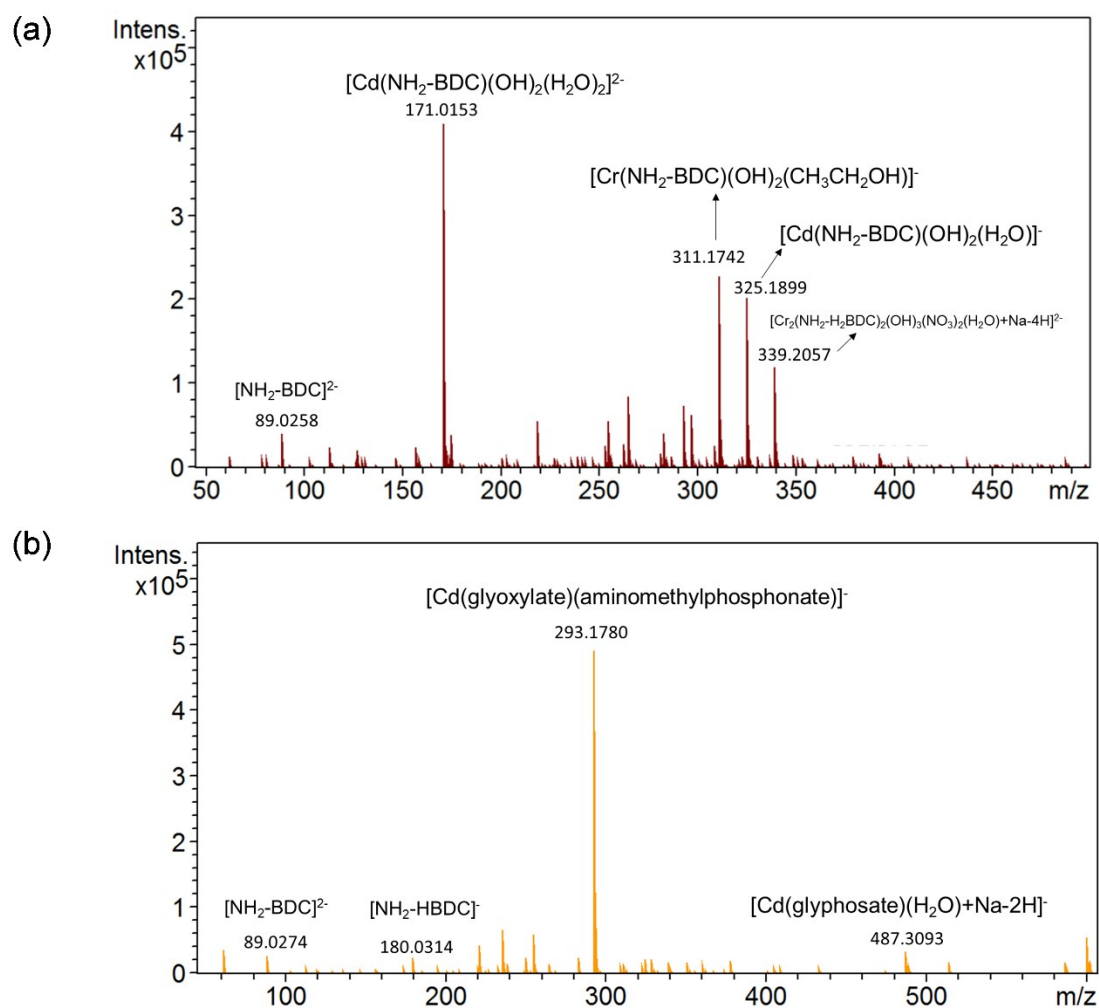 (a)
Intens.
x10⁵
[Cd(NH₂-BDC)(OH)₂(H₂O)₂]²⁻
171.0153
4
[Cr(NH₂-BDC)(OH)₂(CH₃CH₂OH)]⁻
3
[Cd(NH₂-BDC)(OH)₂(H₂O)]⁻
311.1742
325.1899
2
[Cr₂(NH₂-H₂BDC)₂(OH)₃(NO₃)₂(H₂O)+Na-4H]²⁻
339.2057
[NH₂-BDC]²⁻
1
89.0258
0
50 100 150 200 250 300 350 400 450 m/z
(b)
Intens.
x10⁵
[Cd(glyoxylate)(aminomethylphosphonate)]⁻
293.1780
5
4
3
2
1
[NH₂-BDC]²⁻ [NH₂-HBDC]⁻ [Cd(glyphosate)(H₂O)+Na-2H]⁻
89.0274 180.0314 487.3093
0
100 200 300 400 500 m/z